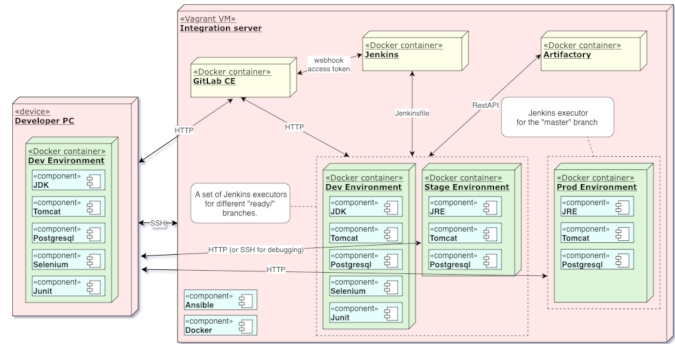 «Vagrant VM»
Integration server
«Docker container»
GitLab CE
webhook
access token
«Docker container»
Jenkins
«Docker container»
Artifactory
«device»
Developer PC
«Docker container»
Dev Environment
«component»
JDK
«component»
Tomcat
«component»
Postgresql
«component»
Selenium
«component»
Junit
HTTP
HTTP
Jenkinsfile
RestAPI
Jenkins executor
for the "master" branch
A set of Jenkins executors
for different "ready/"
branches.
SSH
HTTP (or SSH for debugging)
HTTP
«Docker container»
Dev Environment
«component»
JDK
«component»
Tomcat
«component»
Postgresql
«component»
Selenium
«component»
Junit
«Docker container»
Stage Environment
«component»
JRE
«component»
Tomcat
«component»
Postgresql
«Docker container»
Prod Environment
«component»
JRE
«component»
Tomcat
«component»
Postgresql
«component»
Ansible
«component»
Docker